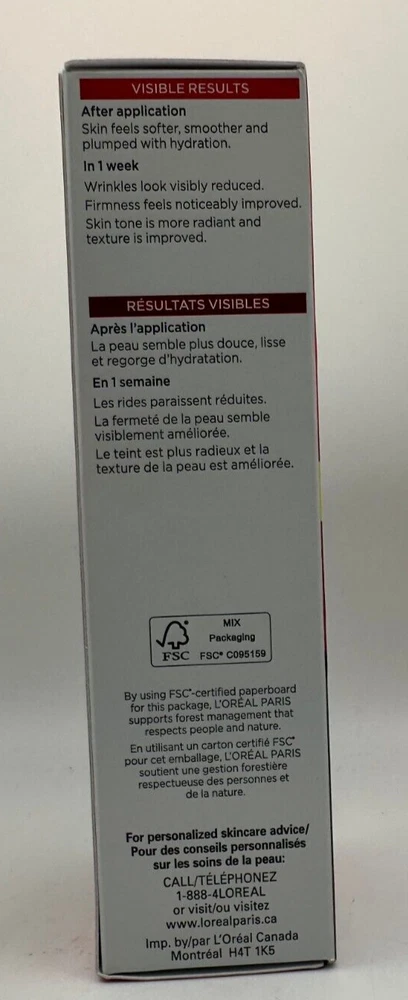 VISIBLE RESULTS
After application
Skin feels softer, smoother and
plumped with hydration.
In 1 week
Wrinkles look visibly reduced.
Firmness feels noticeably improved.
Skin tone is more radiant and
texture is improved.
RÉSULTATS VISIBLES
Après l'application
La peau semble plus douce, lisse
et regorge d'hydratation.
En 1 semaine
Les rides paraissent réduites.
La fermeté de la peau semble
visiblement améliorée.
Le teint est plus radieux et la
texture de la peau est améliorée.
MIX
Packaging
FSC FSC® C095159
By using FSC®-certified paperboard
for this package, L'ORÉAL PARIS
supports forest management that
respects people and nature.
En utilisant un carton certifié FSC®
pour cet emballage, L'ORÉAL PARIS
soutient une gestion forestière
respectueuse des personnes et
de la nature.
For personalized skincare advice/
Pour des conseils personnalisés
sur les soins de la peau:
CALL/TÉLÉPHONEZ
1-888-4LOREAL
or visit/ou visitez
www.lorealparis.ca
Imp. by/par L'Oréal Canada
Montréal H4T 1K5